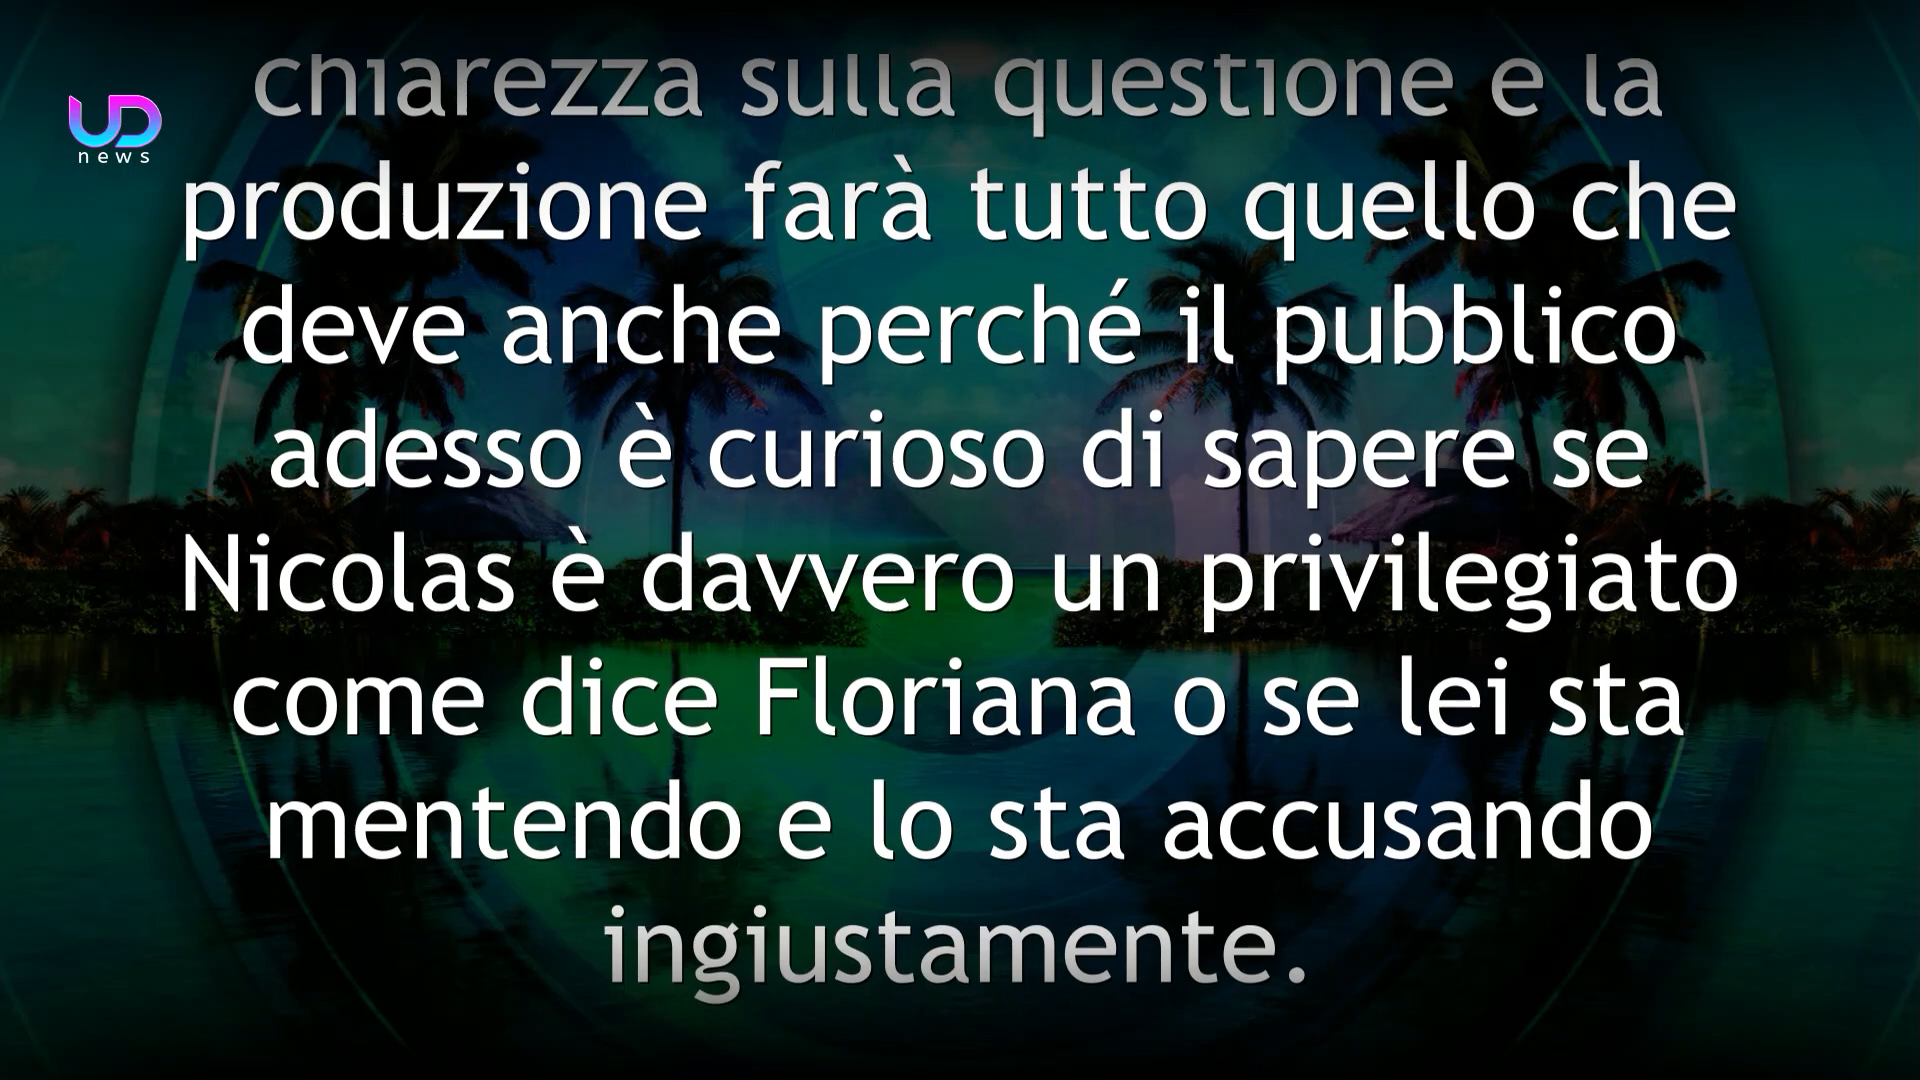 chiarezza sulla questione e la
UD
news
produzione farà tutto quello che
deve anche perché il pubblico
adesso è curioso di sapere se
Nicolas è davvero un privilegiato
come dice Floriana o se lei sta
mentendo e lo sta accusando
ingiustamente.